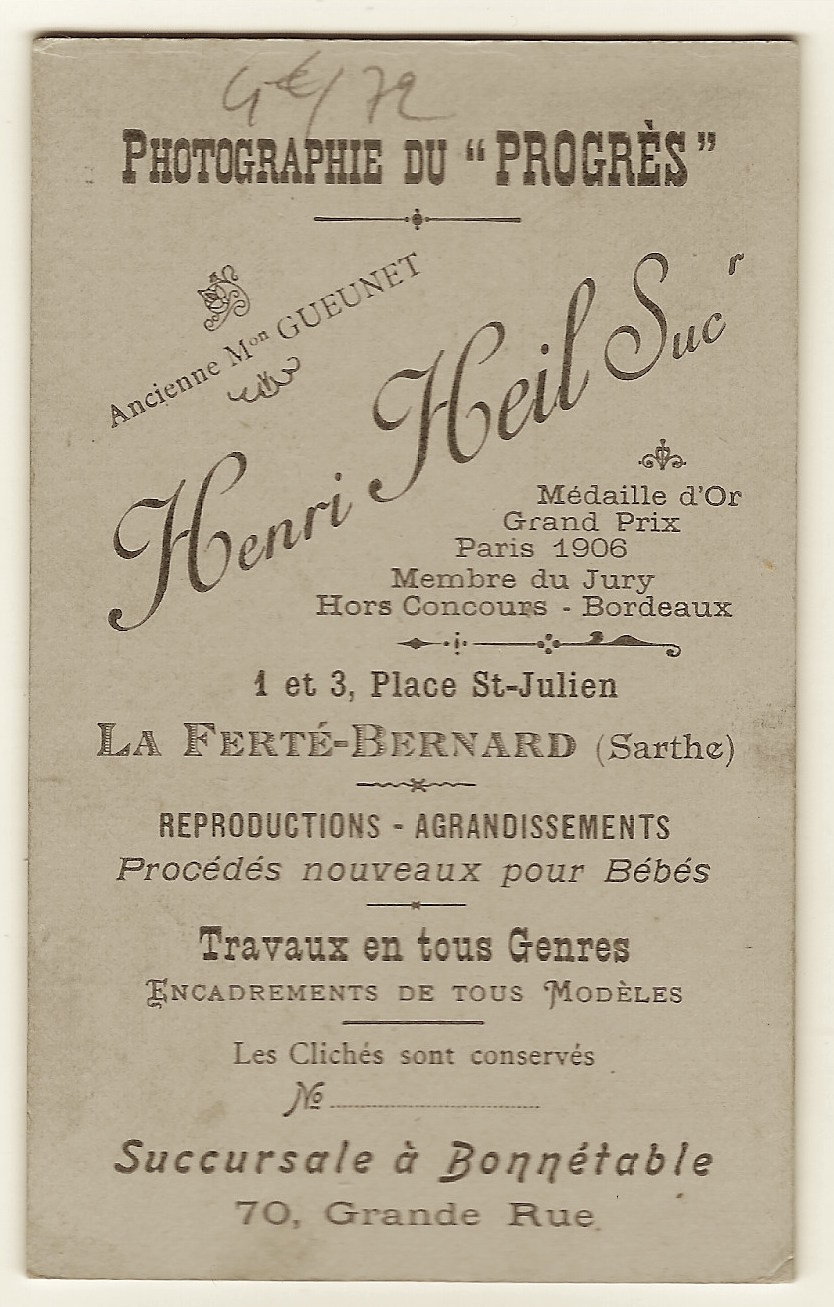 4€/72
PHOTOGRAPHIE DU “ PROGRÈS ”
Ancienne Mon GUEUNET
Henri Heil Sucr
Médaille d'Or
Grand Prix
Paris 1906
Membre du Jury
Hors Concours - Bordeaux
1 et 3, Place St-Julien
LA FERTÉ-BERNARD (Sarthe)
REPRODUCTIONS - AGRANDISSEMENTS
Procédés nouveaux pour Bébés
Travaux en tous Genres
ENCADREMENTS DE TOUS MODÈLES
Les Clichés sont conservés
No
Succursale à Bonnétable
70, Grande Rue